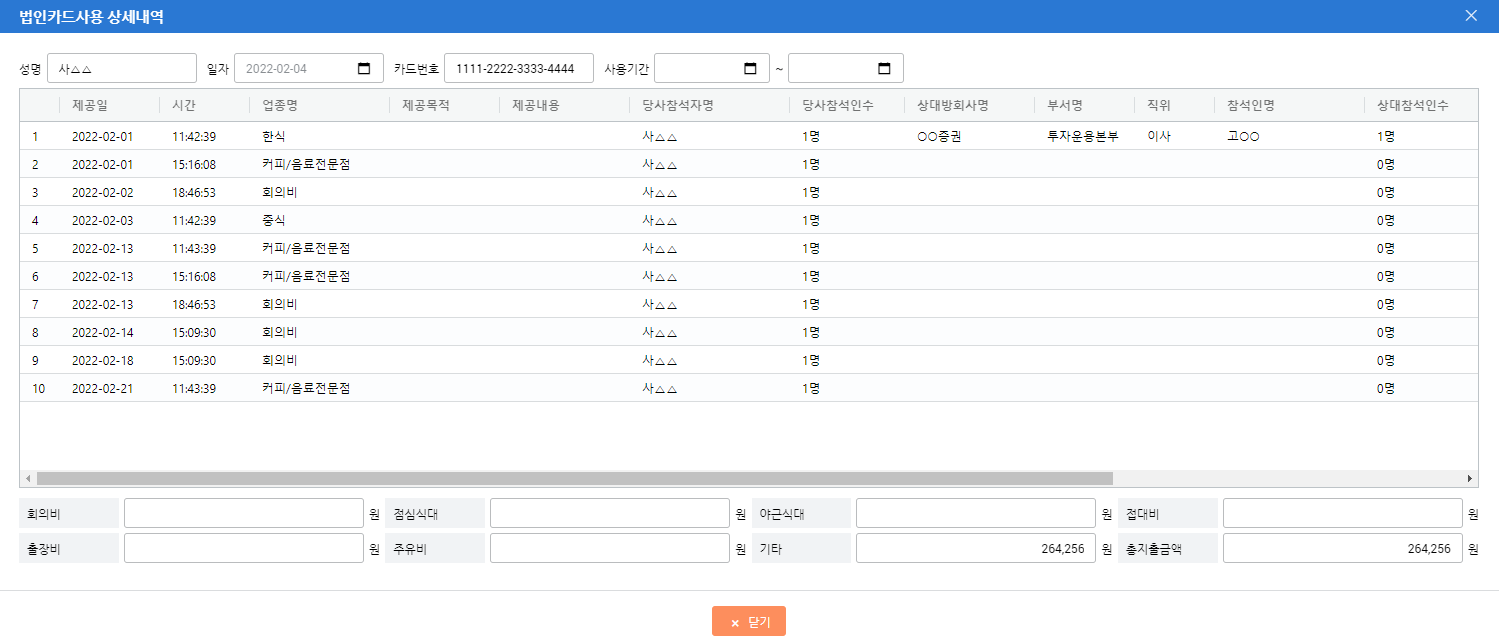 법인카드사용 상세내역
성명 사△△ 일자 2022-02-04 카드번호 1111-2222-3333-4444 사용기간 ~
제공일 시간 업종명 제공목적 제공내용 당사참석자명 당사참석인수 상대방회사명 부서명 직위 참석인명 상대참석인수
1 2022-02-01 11:42:39 한식 사△△ 1명 ○○증권 투자운용본부 이사 고○○ 1명
2 2022-02-01 15:16:08 커피/음료전문점 사△△ 1명 0명
3 2022-02-02 18:46:53 회의비 사△△ 1명 0명
4 2022-02-03 11:42:39 중식 사△△ 1명 0명
5 2022-02-13 11:43:39 커피/음료전문점 사△△ 1명 0명
6 2022-02-13 15:16:08 커피/음료전문점 사△△ 1명 0명
7 2022-02-13 18:46:53 회의비 사△△ 1명 0명
8 2022-02-14 15:09:30 회의비 사△△ 1명 0명
9 2022-02-18 15:09:30 회의비 사△△ 1명 0명
10 2022-02-21 11:43:39 커피/음료전문점 사△△ 1명 0명
회의비 원 점심식대 원 야근식대 원 접대비 원
출장비 원 주유비 원 기타 264,256 원 총지출금액 264,256 원
× 닫기